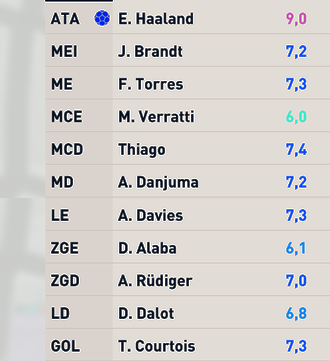 ATA E. Haaland 9,0
MEI J. Brandt 7,2
ME F. Torres 7,3
MCE M. Verratti 6,0
MCD Thiago 7,4
MD A. Danjuma 7,2
LE A. Davies 7,3
ZGE D. Alaba 6,1
ZGD A. Rüdiger 7,0
LD D. Dalot 6,8
GOL T. Courtois 7,3